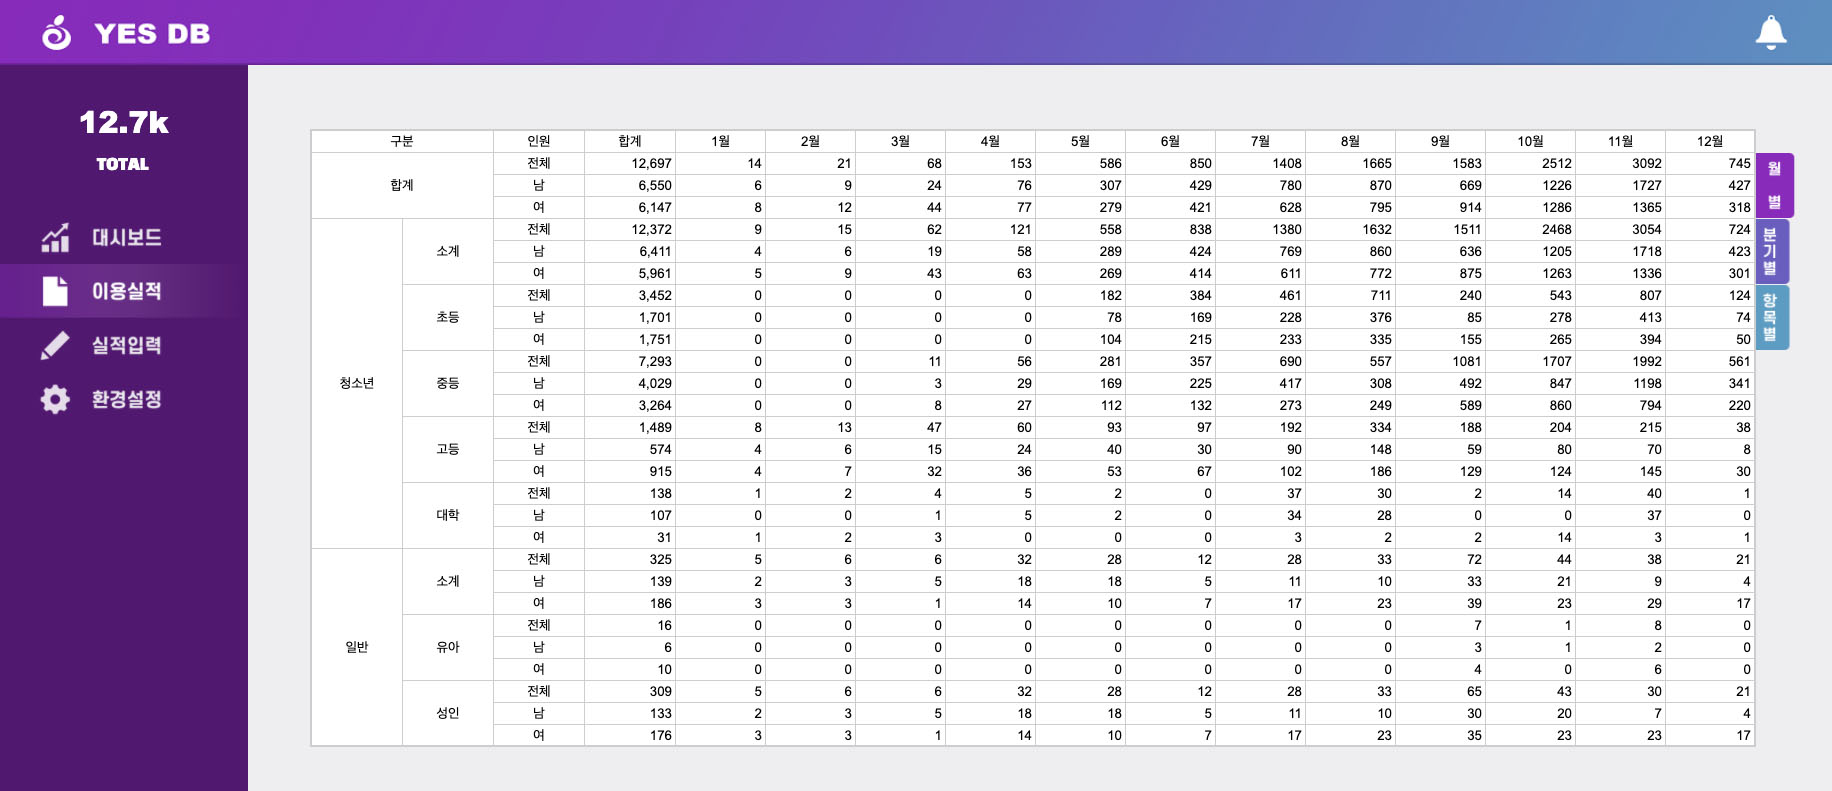 YES DB
12.7k
TOTAL
대시보드
이용실적
실적입력
환경설정
구분 인원 합계 1월 2월 3월 4월 5월 6월 7월 8월 9월 10월 11월 12월
합계 전체 12,697 14 21 68 153 586 850 1408 1665 1583 2512 3092 745
남 6,550 6 9 24 76 307 429 780 870 669 1226 1727 427
여 6,147 8 12 44 77 279 421 628 795 914 1286 1365 318
청소년 소계 전체 12,372 9 15 62 121 558 838 1380 1632 1511 2468 3054 724
남 6,411 4 6 19 58 289 424 769 860 636 1205 1718 423
여 5,961 5 9 43 63 269 414 611 772 875 1263 1336 301
초등 전체 3,452 0 0 0 0 182 384 461 711 240 543 807 124
남 1,701 0 0 0 0 78 169 228 376 85 278 413 74
여 1,751 0 0 0 0 104 215 233 335 155 265 394 50
중등 전체 7,293 0 0 11 56 281 357 690 557 1081 1707 1992 561
남 4,029 0 0 3 29 169 225 417 308 492 847 1198 341
여 3,264 0 0 8 27 112 132 273 249 589 860 794 220
고등 전체 1,489 8 13 47 60 93 97 192 334 188 204 215 38
남 574 4 6 15 24 40 30 90 148 59 80 70 8
여 915 4 7 32 36 53 67 102 186 129 124 145 30
대학 전체 138 1 2 4 5 2 0 37 30 2 14 40 1
남 107 0 0 1 5 2 0 34 28 0 0 37 0
여 31 1 2 3 0 0 0 3 2 2 14 3 1
일반 소계 전체 325 5 6 6 32 28 12 28 33 72 44 38 21
남 139 2 3 5 18 18 5 11 10 33 21 9 4
여 186 3 3 1 14 10 7 17 23 39 23 29 17
유아 전체 16 0 0 0 0 0 0 0 0 7 1 8 0
남 6 0 0 0 0 0 0 0 0 3 1 2 0
여 10 0 0 0 0 0 0 0 0 4 0 6 0
성인 전체 309 5 6 6 32 28 12 28 33 65 43 30 21
남 133 2 3 5 18 18 5 11 10 30 20 7 4
여 176 3 3 1 14 10 7 17 23 35 23 23 17
월 별
분기별
항목별